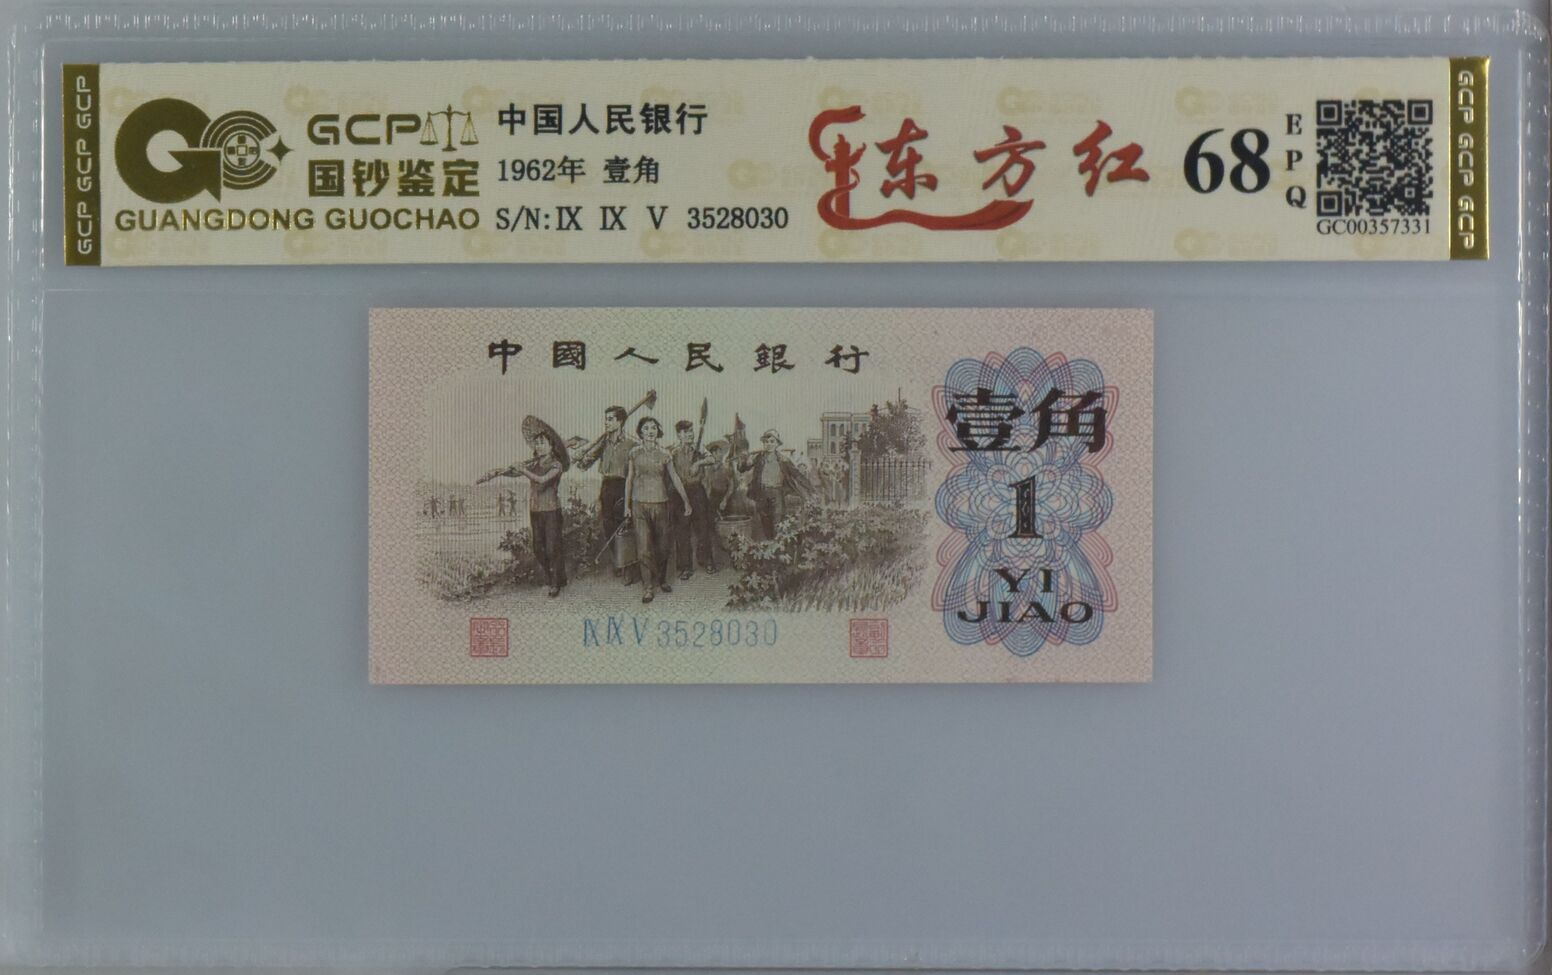 GCP GCP GCP
GCP
国钞鉴定
GUANGDONG GUOCHAO
中国人民银行
1962年 壹角
S/N:Ⅸ Ⅸ Ⅴ 3528030
东方红
68
EPQ
GC00357331
GCP GCP GCP
中國人民銀行
壹角
1
YI
JIAO
ⅨⅨⅤ3528030